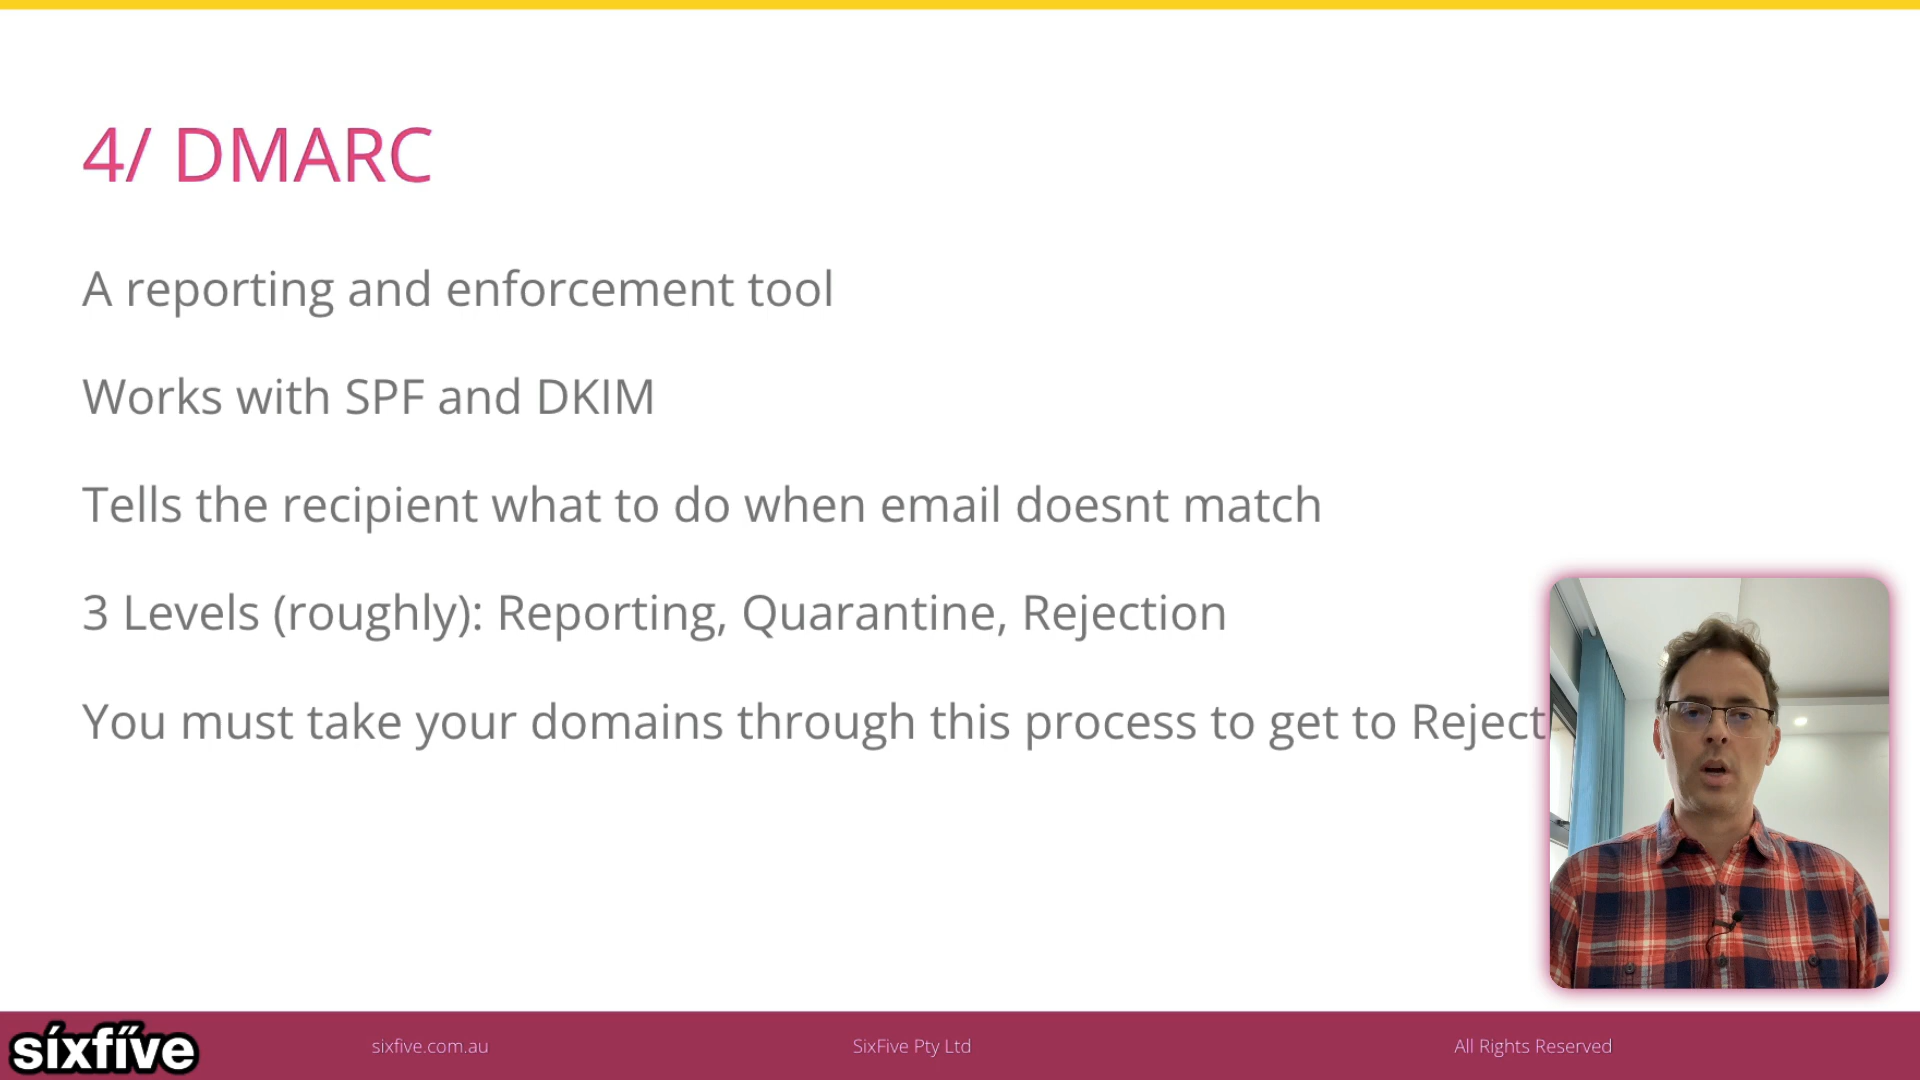 4/ DMARC
A reporting and enforcement tool
Works with SPF and DKIM
Tells the recipient what to do when email doesnt match
3 Levels (roughly): Reporting, Quarantine, Rejection
You must take your domains through this process to get to Reject
síxfíve
sixfive.com.au
SixFive Pty Ltd
All Rights Reserved